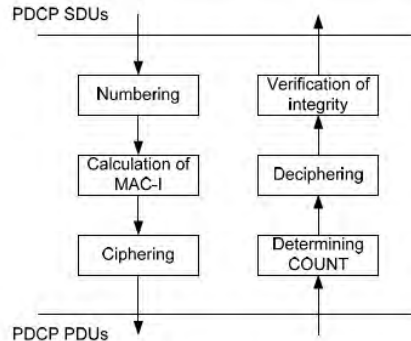 PDCP SDUs
Numbering
Calculation of
MAC-I
Ciphering
Verification of
integrity
Deciphering
Determining
COUNT
PDCP PDUs